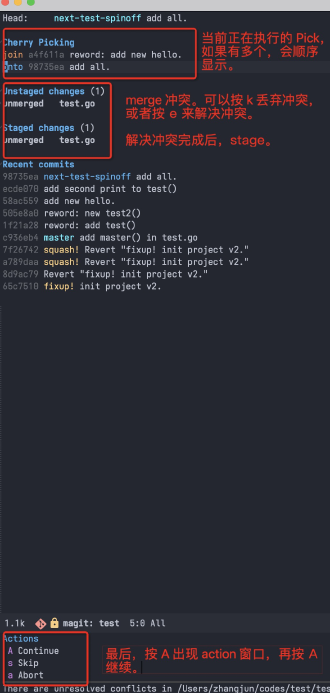 Head:     next-test-spinoff add all.
当前正在执行的 Pick,
如果有多个，会顺序
显示。
Cherry Picking
join a4f611a reword: add new hello.
onto 98735ea add all.
Unstaged changes (1)
unmerged   test.go
merge 冲突。可以按 k 丢弃冲突，
或者按 e 来解决冲突。
Staged changes (1)
unmerged   test.go
解决冲突完成后，stage。
Recent commits
98735ea next-test-spinoff add all.
ecde070 add second print to test()
58ac559 add new hello.
505e8a0 reword: new test2()
1f21a28 reword: add test()
c936eb4 master add master() in test.go
7f26742 squash! Revert "fixup! init project v2."
a789daa squash! Revert "fixup! init project v2."
8d9ac79 Revert "fixup! init project v2."
65c7510 fixup! init project v2.
1.1k magit: test  5:0 All
Actions
A Continue
s Skip
a Abort
最后，按 A 出现 action 窗口，再按 A
继续。
There are unresolved conflicts in /Users/zhangjun/codes/test/tes